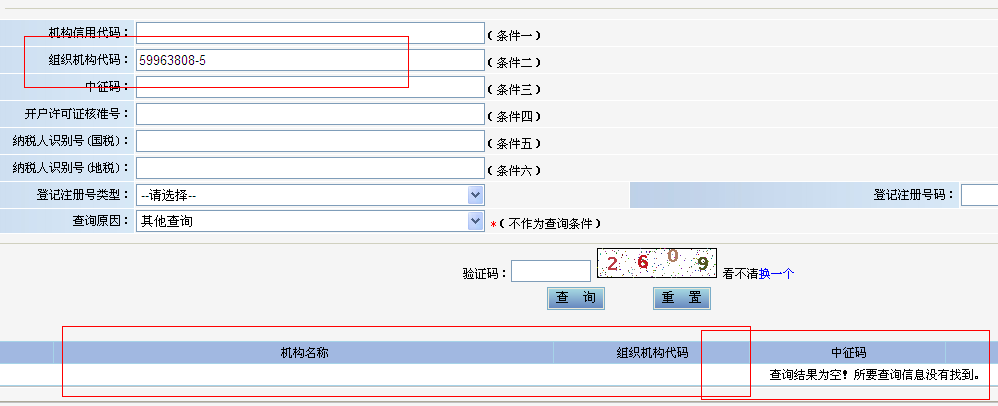 机构信用代码： （条件一）
组织机构代码： 59963808-5 （条件二）
中征码： （条件三）
开户许可证核准号： （条件四）
纳税人识别号(国税)： （条件五）
纳税人识别号(地税)： （条件六）
登记注册号类型： --请选择-- 登记注册号码：
查询原因： 其他查询 *（不作为查询条件）
验证码： 2609 看不清换一个
查 询 重 置
机构名称 组织机构代码 中征码
查询结果为空！所要查询信息没有找到。